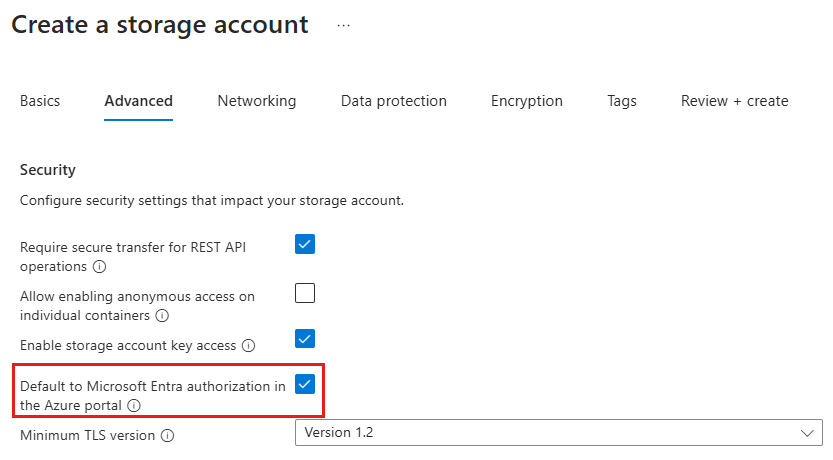 Create a storage account ...
Basics Advanced Networking Data protection Encryption Tags Review + create
Security
Configure security settings that impact your storage account.
Require secure transfer for REST API
operations
Allow enabling anonymous access on
individual containers
Enable storage account key access
Default to Microsoft Entra authorization in
the Azure portal
Minimum TLS version Version 1.2